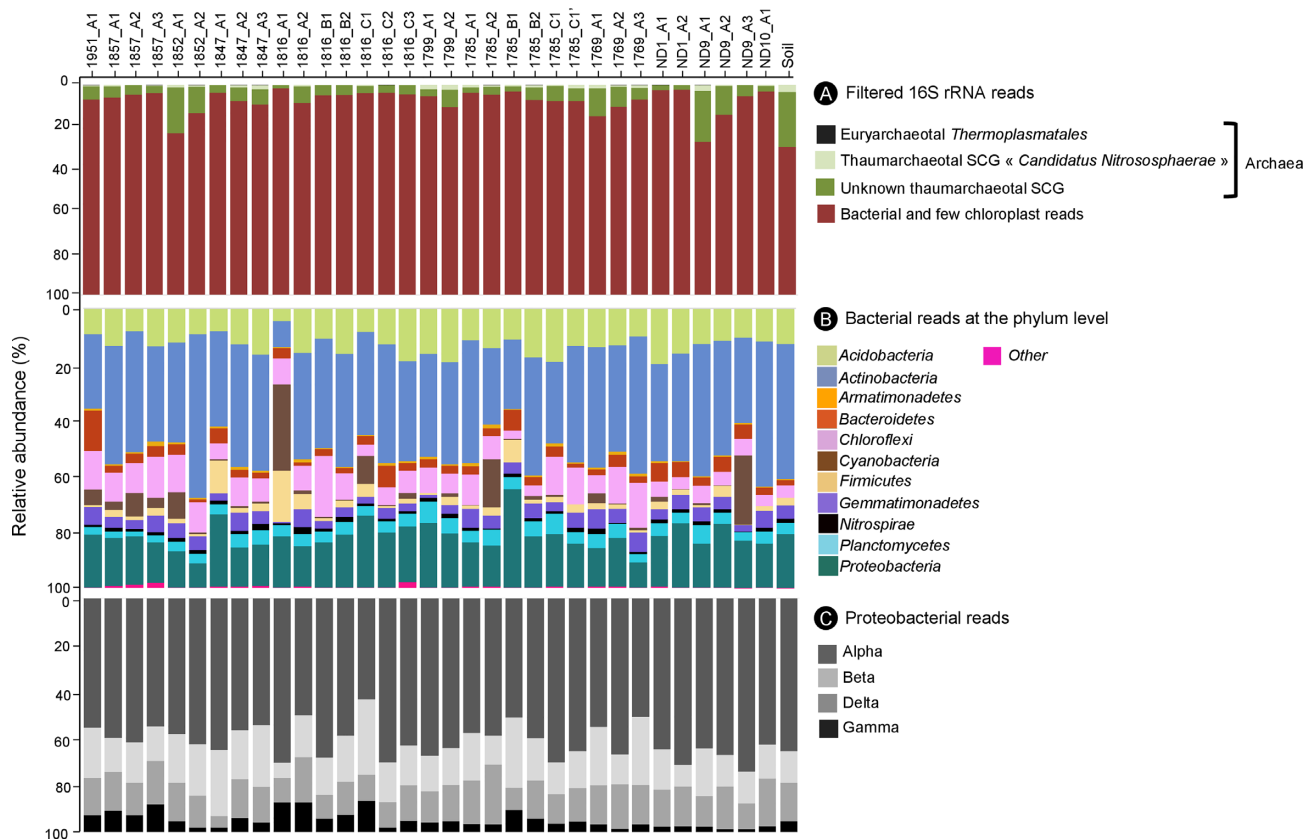 1951_A1
1857_A1
1857_A2
1857_A3
1852_A1
1852_A2
1847_A1
1847_A2
1847_A3
1816_A1
1816_A2
1816_B1
1816_B2
1816_C1
1816_C2
1816_C3
1799_A1
1799_A2
1785_A1
1785_A2
1785_B1
1785_B2
1785_C1
1785_C1'
1769_A1
1769_A2
1769_A3
ND1_A1
ND1_A2
ND9_A1
ND9_A2
ND9_A3
ND10_A1
Soil
Relative abundance (%)
0
20
40
60
80
100
A Filtered 16S rRNA reads
Euryarchaeotal Thermoplasmatales
Thaumarchaeotal SCG « Candidatus Nitrososphaerae »
Unknown thaumarchaeotal SCG
Archaea
Bacterial and few chloroplast reads
0
20
40
60
80
100
B Bacterial reads at the phylum level
Acidobacteria
Other
Actinobacteria
Armatimonadetes
Bacteroidetes
Chloroflexi
Cyanobacteria
Firmicutes
Gemmatimonadetes
Nitrospirae
Planctomycetes
Proteobacteria
0
20
40
60
80
100
C Proteobacterial reads
Alpha
Beta
Delta
Gamma